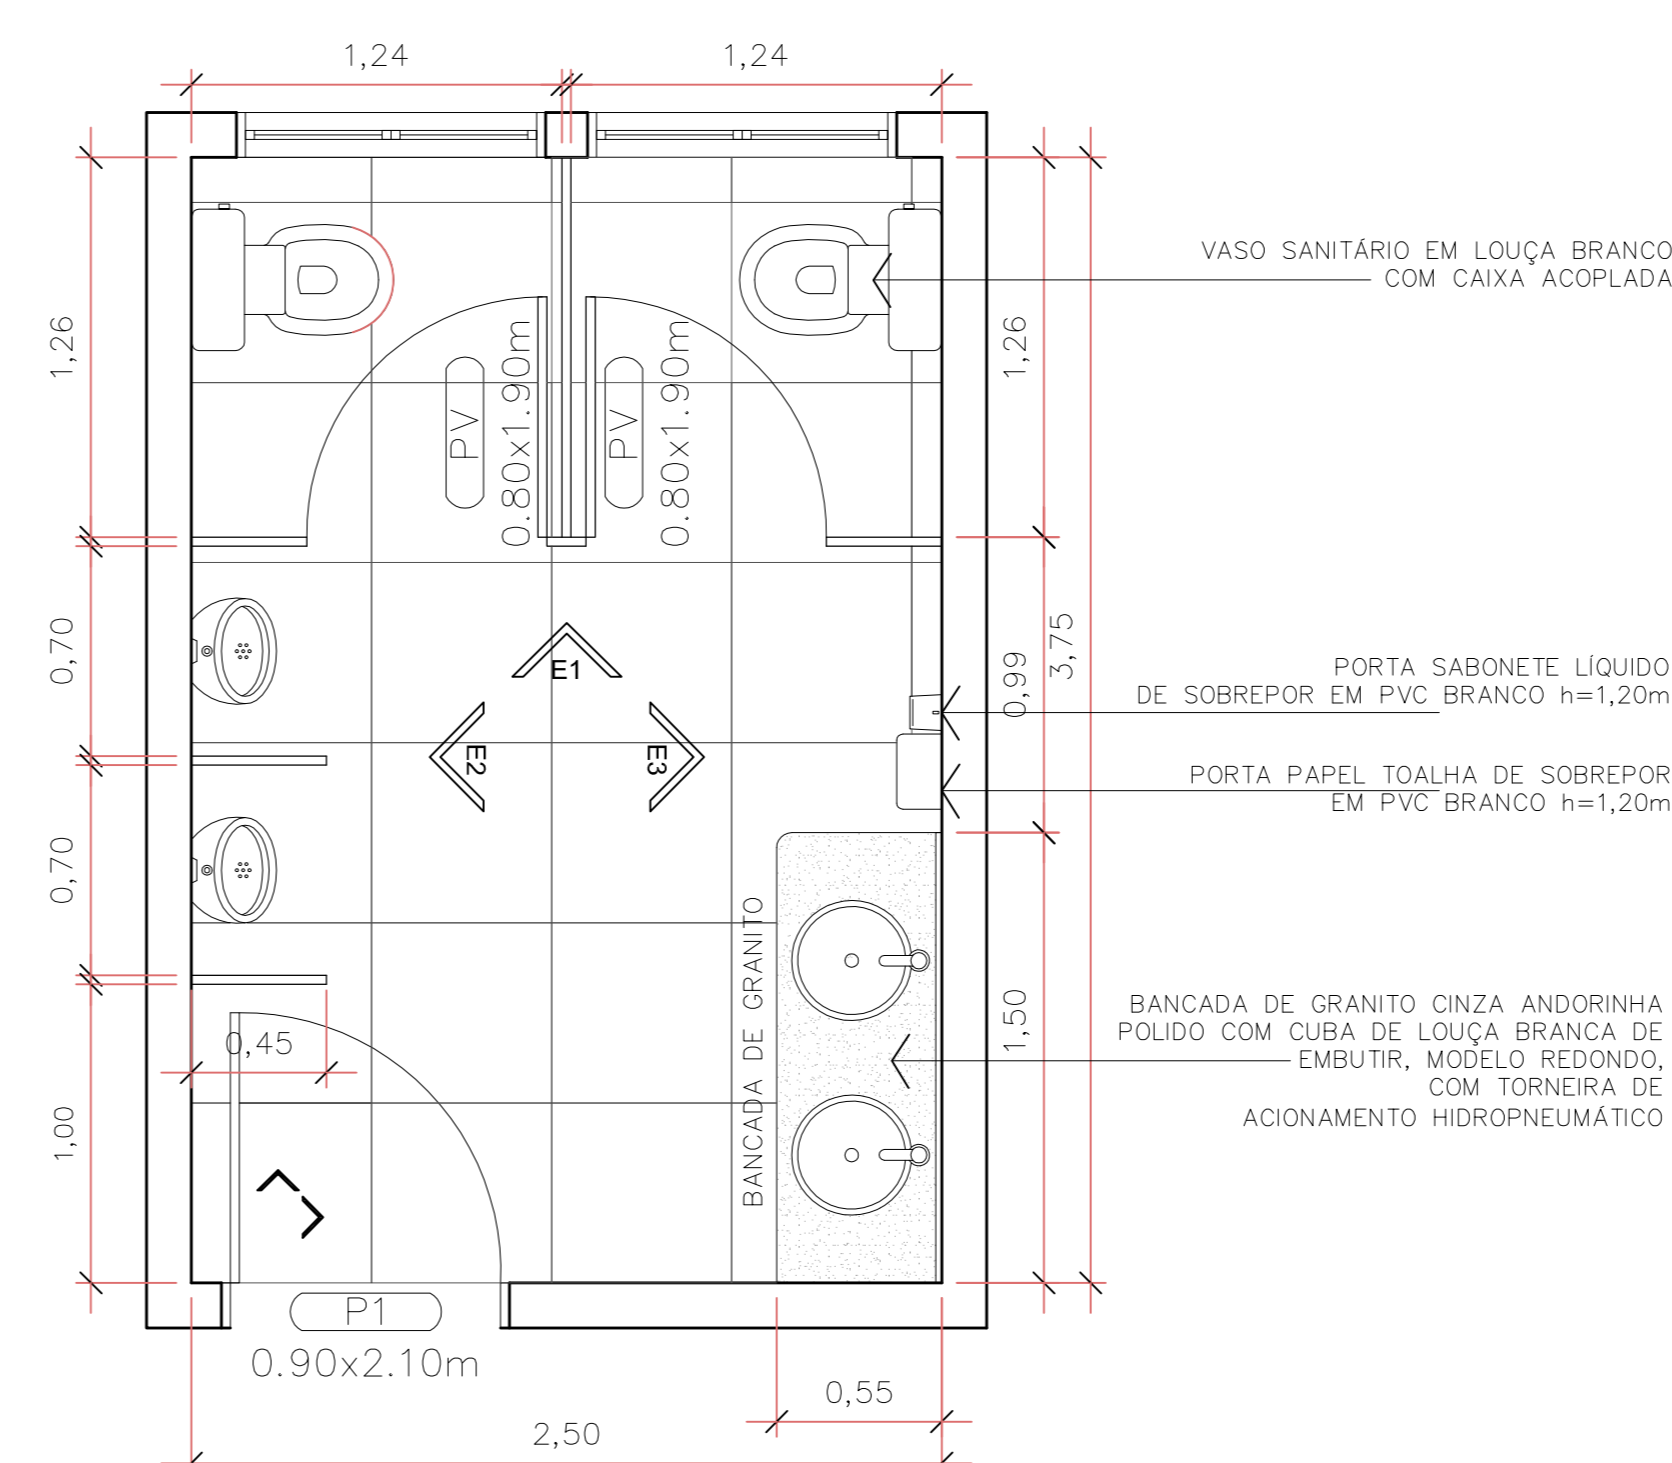 1,24
1,24
VASO SANITÁRIO EM LOUÇA BRANCO
COM CAIXA ACOPLADA
1,26
PV
0.80x1.90m
PV
0.80x1.90m
1,26
0,70
E1
E2
E3
0,99
3,75
PORTA SABONETE LÍQUIDO
DE SOBREPOR EM PVC BRANCO h=1,20m
PORTA PAPEL TOALHA DE SOBREPOR
EM PVC BRANCO h=1,20m
0,70
BANCADA DE GRANITO
1,50
BANCADA DE GRANITO CINZA ANDORINHA
POLIDO COM CUBA DE LOUÇA BRANCA DE
EMBUTIR, MODELO REDONDO,
COM TORNEIRA DE
ACIONAMENTO HIDROPNEUMÁTICO
0,45
1,00
P1
0.90x2.10m
0,55
2,50